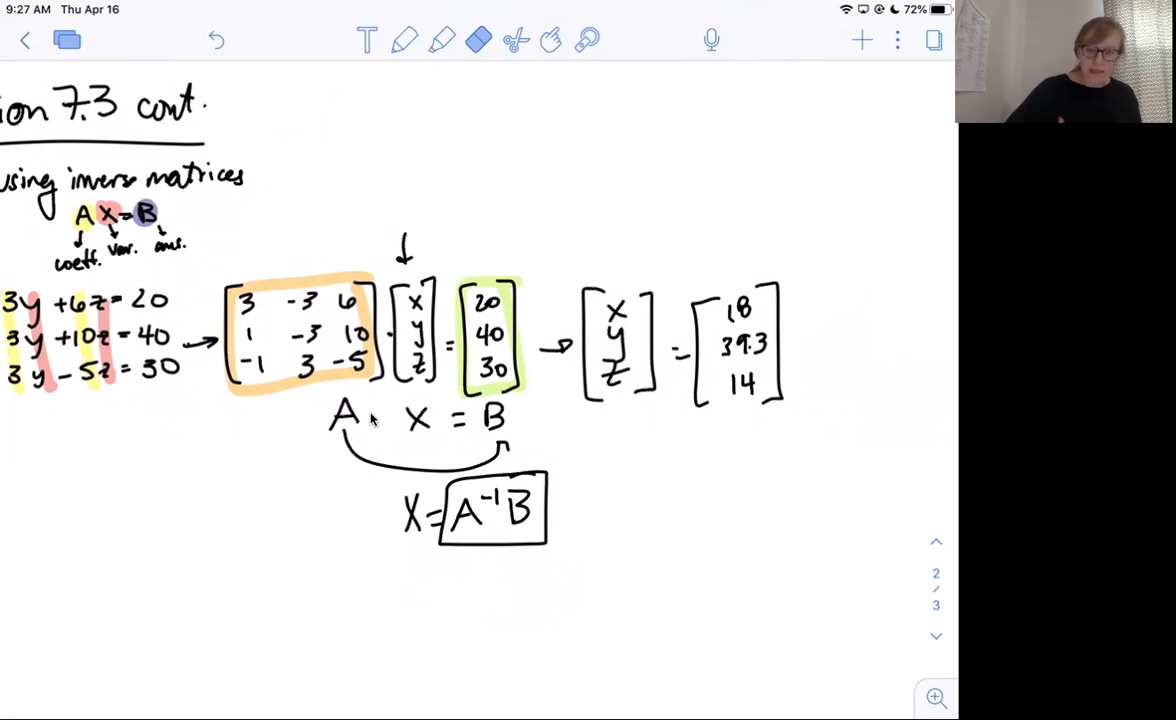 9:27 AM Thu Apr 16
72%
ion 7.3 cont.
using inverse matrices
A X = B
coeff. var. ans.
3y + 6z = 20
3y + 10z = 40
3y - 5z = 30
3 -3 6
1 -3 10
-1 3 -5
·
x
y
z
=
20
40
30
→
x
y
z
=
18
39.3
14
A · X = B
X = A⁻¹B
2
/
3